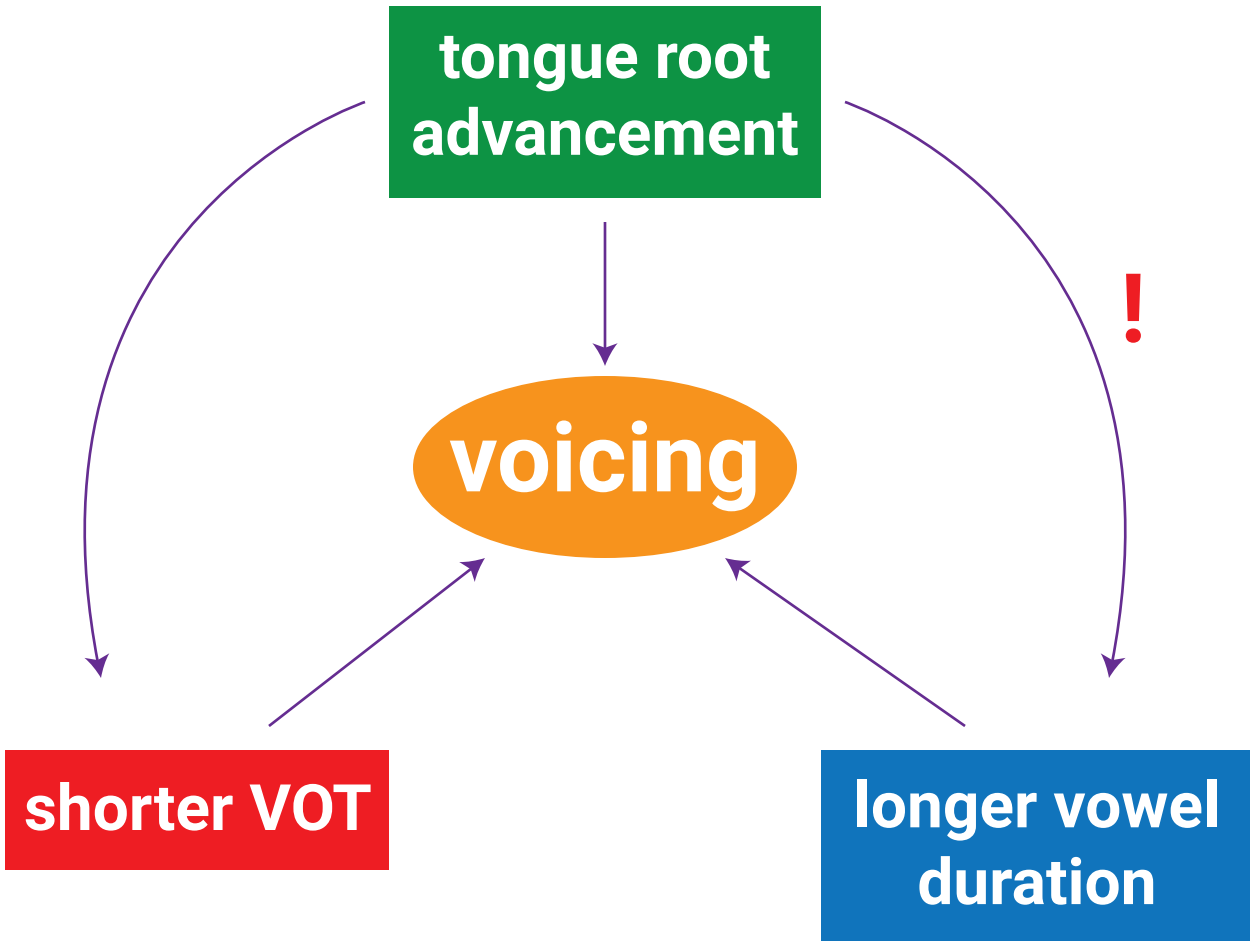 tongue root
advancement
!
voicing
shorter VOT
longer vowel
duration